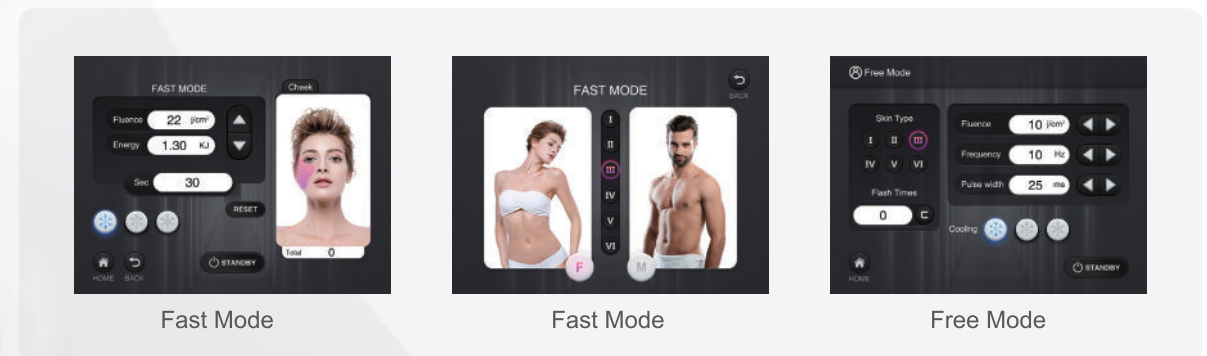 FAST MODE
Cheek
Fluence 22 j/cm²
Energy 1.30 KJ
Sec 30
RESET
Total 0
HOME
BACK
STANDBY
Fast Mode
FAST MODE
BACK
I
II
III
IV
V
VI
F
M
Fast Mode
Free Mode
Skin Type
I II III
IV V VI
Flash Times
0
Fluence 10 j/cm²
Frequency 10 Hz
Pulse width 25 ms
Cooling
HOME
STANDBY
Free Mode